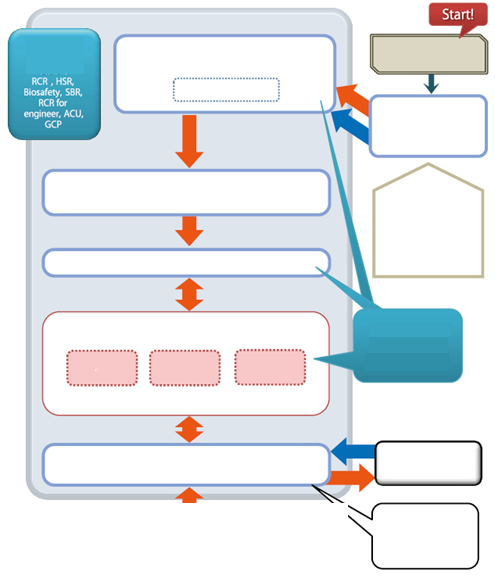 Start!
RCR , HSR,
Biosafety, SBR,
RCR for
engineer, ACU,
GCP